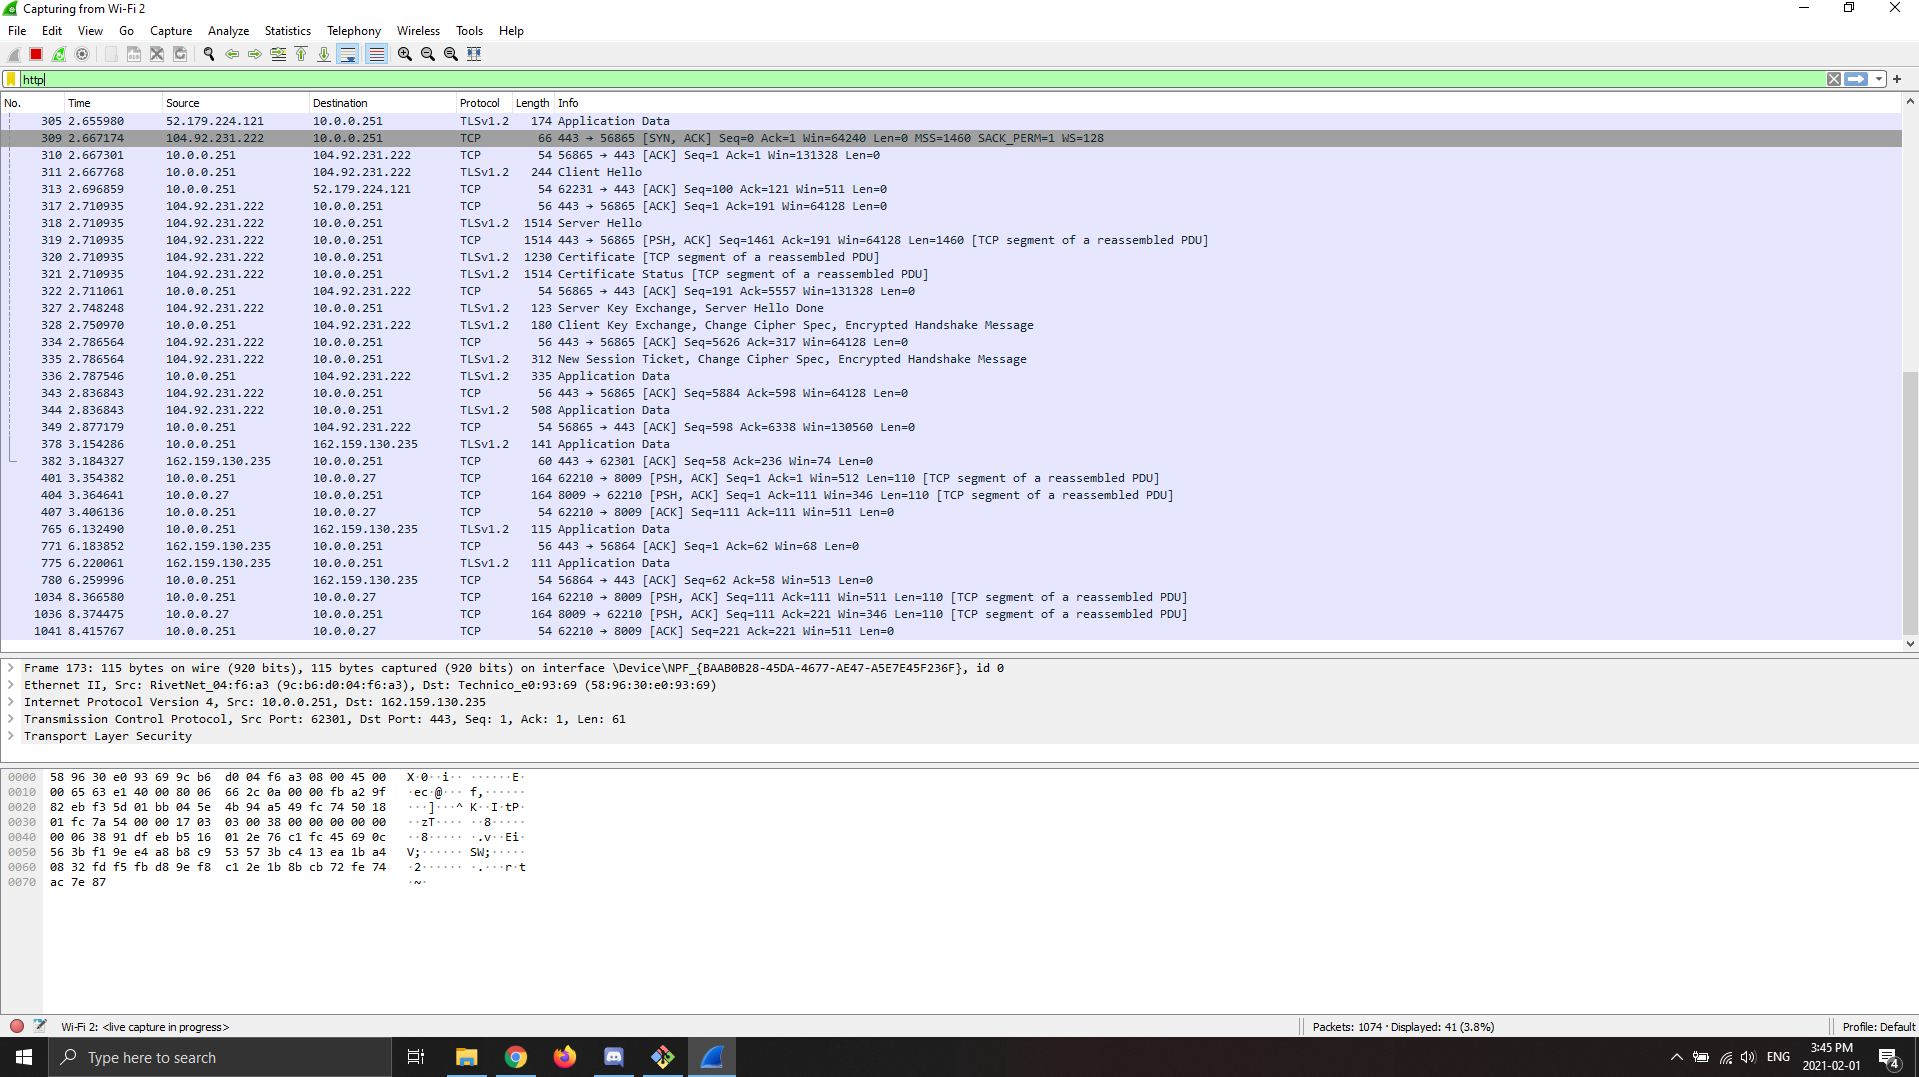 Capturing from Wi-Fi 2
File Edit View Go Capture Analyze Statistics Telephony Wireless Tools Help
http
No. Time Source Destination Protocol Length Info
305 2.655980 52.179.224.121 10.0.0.251 TLSv1.2 174 Application Data
309 2.667174 104.92.231.222 10.0.0.251 TCP 66 443 → 56865 [SYN, ACK] Seq=0 Ack=1 Win=64240 Len=0 MSS=1460 SACK_PERM=1 WS=128
310 2.667301 10.0.0.251 104.92.231.222 TCP 54 56865 → 443 [ACK] Seq=1 Ack=1 Win=131328 Len=0
311 2.667768 10.0.0.251 104.92.231.222 TLSv1.2 244 Client Hello
313 2.696859 10.0.0.251 52.179.224.121 TCP 54 62231 → 443 [ACK] Seq=100 Ack=121 Win=511 Len=0
317 2.710935 104.92.231.222 10.0.0.251 TCP 56 443 → 56865 [ACK] Seq=1 Ack=191 Win=64128 Len=0
318 2.710935 104.92.231.222 10.0.0.251 TLSv1.2 1514 Server Hello
319 2.710935 104.92.231.222 10.0.0.251 TCP 1514 443 → 56865 [PSH, ACK] Seq=1461 Ack=191 Win=64128 Len=1460 [TCP segment of a reassembled PDU]
320 2.710935 104.92.231.222 10.0.0.251 TLSv1.2 1230 Certificate [TCP segment of a reassembled PDU]
321 2.710935 104.92.231.222 10.0.0.251 TLSv1.2 1514 Certificate Status [TCP segment of a reassembled PDU]
322 2.711061 10.0.0.251 104.92.231.222 TCP 54 56865 → 443 [ACK] Seq=191 Ack=5557 Win=131328 Len=0
327 2.748248 104.92.231.222 10.0.0.251 TLSv1.2 123 Server Key Exchange, Server Hello Done
328 2.750970 10.0.0.251 104.92.231.222 TLSv1.2 180 Client Key Exchange, Change Cipher Spec, Encrypted Handshake Message
334 2.786564 104.92.231.222 10.0.0.251 TCP 56 443 → 56865 [ACK] Seq=5626 Ack=317 Win=64128 Len=0
335 2.786564 104.92.231.222 10.0.0.251 TLSv1.2 312 New Session Ticket, Change Cipher Spec, Encrypted Handshake Message
336 2.787546 10.0.0.251 104.92.231.222 TLSv1.2 335 Application Data
343 2.836843 104.92.231.222 10.0.0.251 TCP 56 443 → 56865 [ACK] Seq=5884 Ack=598 Win=64128 Len=0
344 2.836843 104.92.231.222 10.0.0.251 TLSv1.2 508 Application Data
349 2.877179 10.0.0.251 104.92.231.222 TCP 54 56865 → 443 [ACK] Seq=598 Ack=6338 Win=130560 Len=0
378 3.154286 10.0.0.251 162.159.130.235 TLSv1.2 141 Application Data
382 3.184327 162.159.130.235 10.0.0.251 TCP 60 443 → 62301 [ACK] Seq=58 Ack=236 Win=74 Len=0
401 3.354382 10.0.0.251 10.0.0.27 TCP 164 62210 → 8009 [PSH, ACK] Seq=1 Ack=1 Win=512 Len=110 [TCP segment of a reassembled PDU]
404 3.364641 10.0.0.27 10.0.0.251 TCP 164 8009 → 62210 [PSH, ACK] Seq=1 Ack=111 Win=346 Len=110 [TCP segment of a reassembled PDU]
407 3.406136 10.0.0.251 10.0.0.27 TCP 54 62210 → 8009 [ACK] Seq=111 Ack=111 Win=511 Len=0
765 6.132490 10.0.0.251 162.159.130.235 TLSv1.2 115 Application Data
771 6.183852 162.159.130.235 10.0.0.251 TCP 56 443 → 56864 [ACK] Seq=1 Ack=62 Win=68 Len=0
775 6.220061 162.159.130.235 10.0.0.251 TLSv1.2 111 Application Data
780 6.259996 10.0.0.251 162.159.130.235 TCP 54 56864 → 443 [ACK] Seq=62 Ack=58 Win=513 Len=0
1034 8.366580 10.0.0.251 10.0.0.27 TCP 164 62210 → 8009 [PSH, ACK] Seq=111 Ack=111 Win=511 Len=110 [TCP segment of a reassembled PDU]
1036 8.374475 10.0.0.27 10.0.0.251 TCP 164 8009 → 62210 [PSH, ACK] Seq=111 Ack=221 Win=346 Len=110 [TCP segment of a reassembled PDU]
1041 8.415767 10.0.0.251 10.0.0.27 TCP 54 62210 → 8009 [ACK] Seq=221 Ack=221 Win=511 Len=0
Frame 173: 115 bytes on wire (920 bits), 115 bytes captured (920 bits) on interface \Device\NPF_{BAAB0B28-45DA-4677-AE47-A5E7E45F236F}, id 0
Ethernet II, Src: RivetNet_04:f6:a3 (9c:b6:d0:04:f6:a3), Dst: Technico_e0:93:69 (58:96:30:e0:93:69)
Internet Protocol Version 4, Src: 10.0.0.251, Dst: 162.159.130.235
Transmission Control Protocol, Src Port: 62301, Dst Port: 443, Seq: 1, Ack: 1, Len: 61
Transport Layer Security
0000 58 96 30 e0 93 69 9c b6 d0 04 f6 a3 08 00 45 00 X·0··i·· ······E·
0010 00 65 63 e1 40 00 80 06 66 2c 0a 00 00 fb a2 9f ·ec·@··· f,······
0020 82 eb f3 5d 01 bb 04 5e 4b 94 a5 49 fc 74 50 18 ···]···^ K··I·tP·
0030 01 fc 7a 54 00 00 17 03 03 00 38 00 00 00 00 00 ··zT···· ··8·····
0040 00 06 38 91 df eb b5 16 01 2e 76 c1 fc 45 69 0c ··8····· ·.v··Ei·
0050 56 3b f1 9e e4 a8 b8 c9 53 57 3b c4 13 ea 1b a4 V;······ SW;·····
0060 08 32 fd f5 fb d8 9e f8 c1 2e 1b 8b cb 72 fe 74 ·2······ ·.···r·t
0070 ac 7e 87 ·~·
Wi-Fi 2: <live capture in progress> Packets: 1074 · Displayed: 41 (3.8%) Profile: Default
Type here to search
ENG
3:45 PM
2021-02-01
4